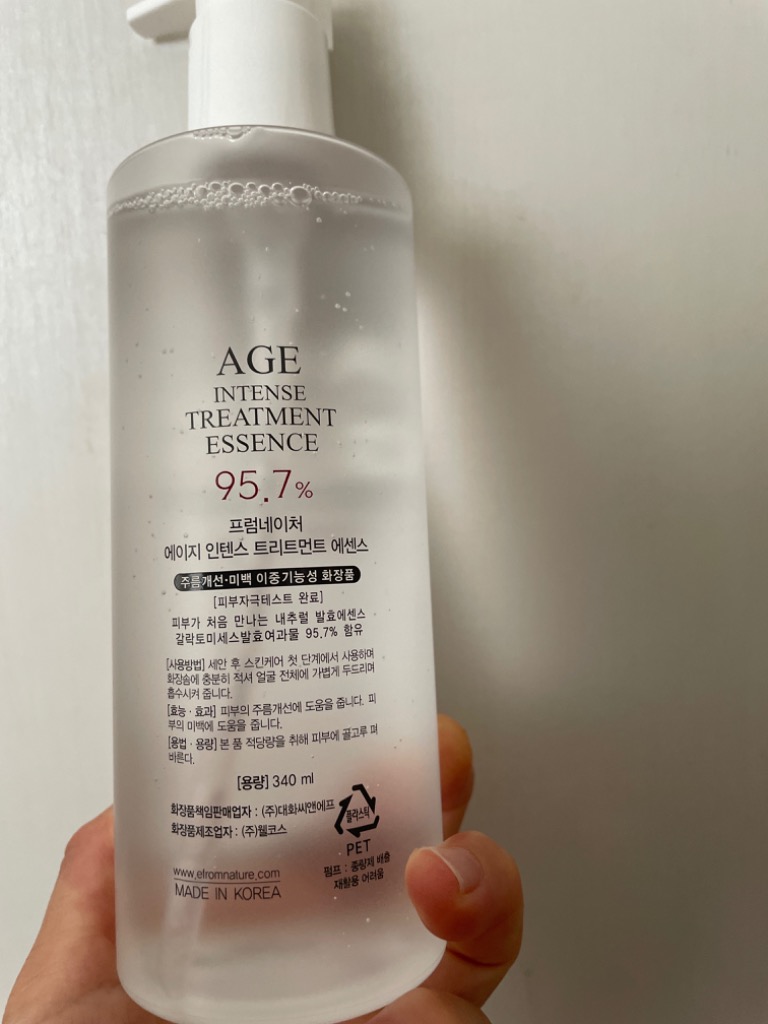 AGE
INTENSE
TREATMENT
ESSENCE
95.7%
프럼네이처
에이지 인텐스 트리트먼트 에센스
주름개선·미백 이중기능성 화장품
[피부자극테스트 완료]
피부가 처음 만나는 내추럴 발효에센스
갈락토미세스발효여과물 95.7% 함유
[사용방법] 세안 후 스킨케어 첫 단계에서 사용하며
화장솜에 충분히 적셔 얼굴 전체에 가볍게 두드리며
흡수시켜 줍니다.
[효능·효과] 피부의 주름개선에 도움을 줍니다. 피
부의 미백에 도움을 줍니다.
[용법·용량] 본 품 적당량을 취해 피부에 골고루 펴
바른다.
[용량] 340 ml
화장품책임판매업자 : (주)대화씨앤에프
화장품제조업자 : (주)웰코스
플라스틱
PET
펌프 : 종량제 배출
재활용 어려움
www.efromnature.com
MADE IN KOREA